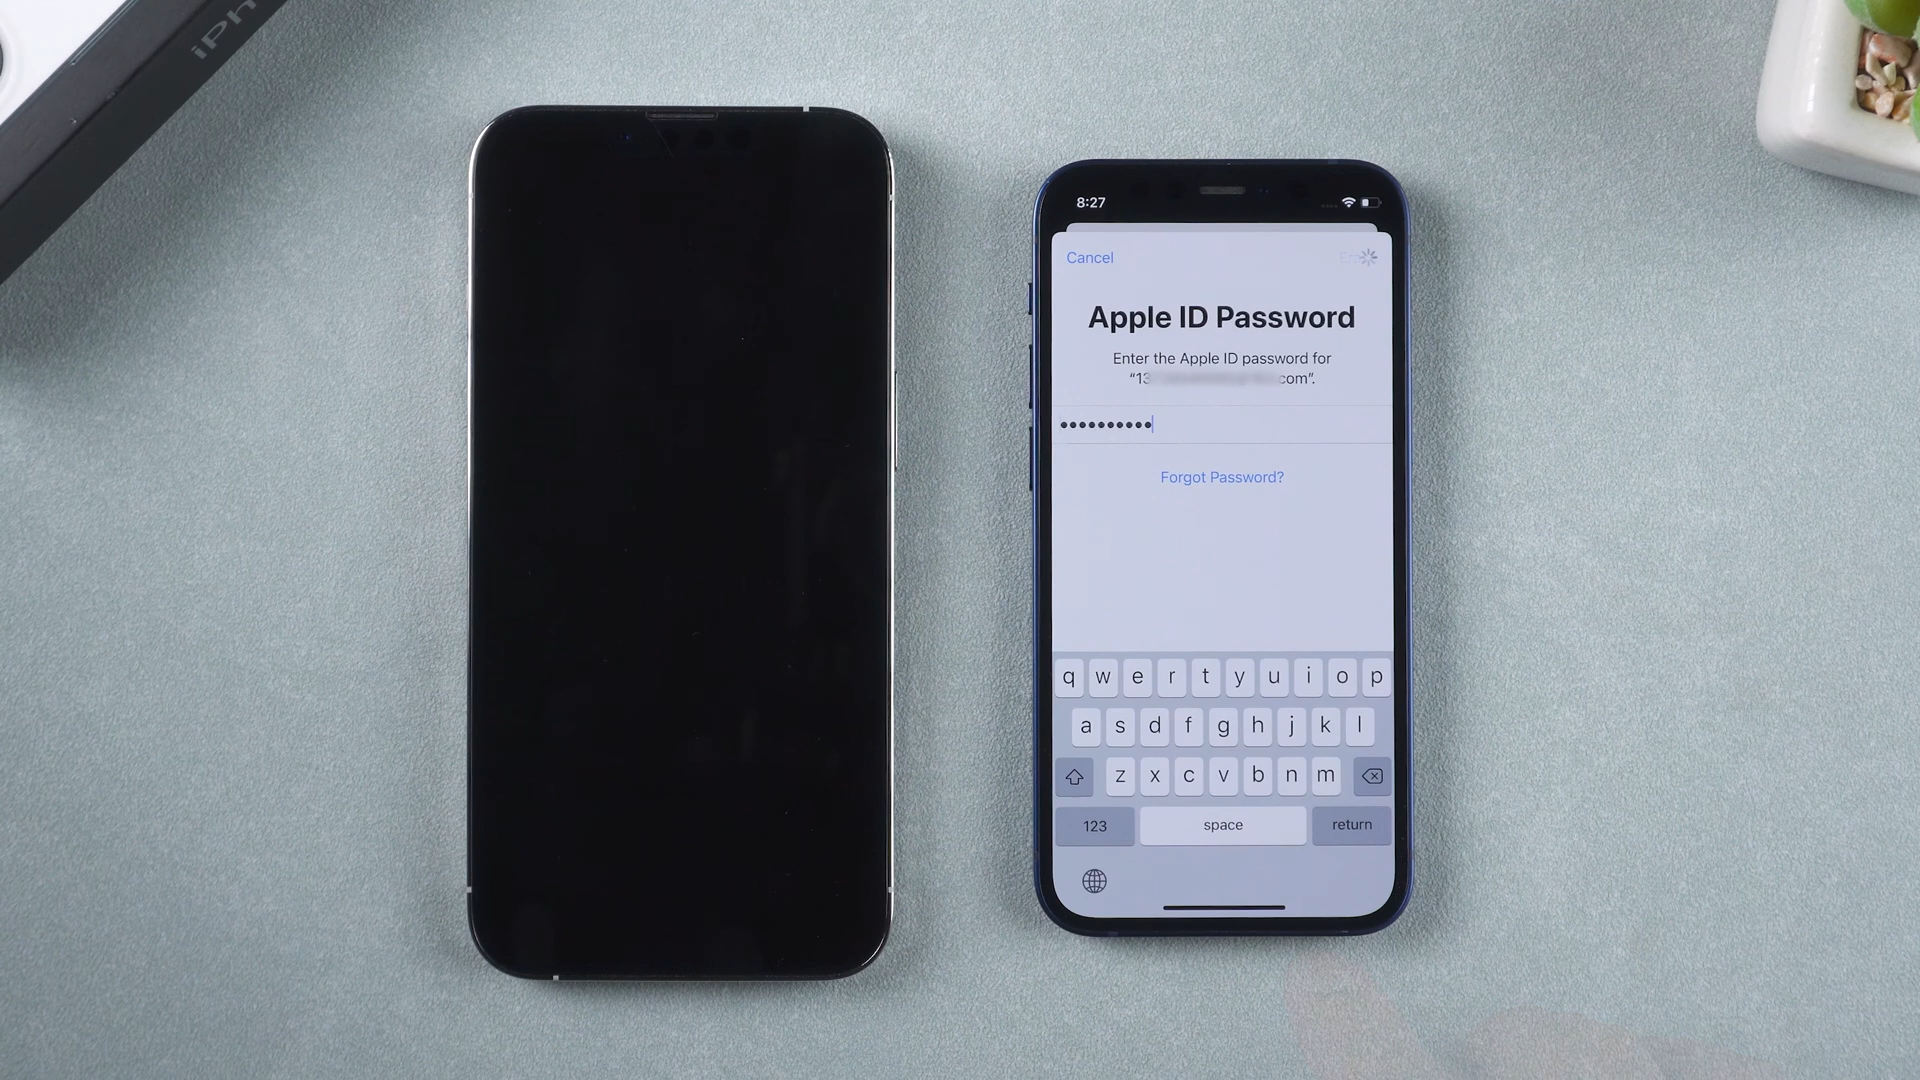 iPh
8:27
Cancel
Apple ID Password
Enter the Apple ID password for
“13 .com”.
••••••••••
Forgot Password?
q w e r t y u i o p
a s d f g h j k l
z x c v b n m
123 space return